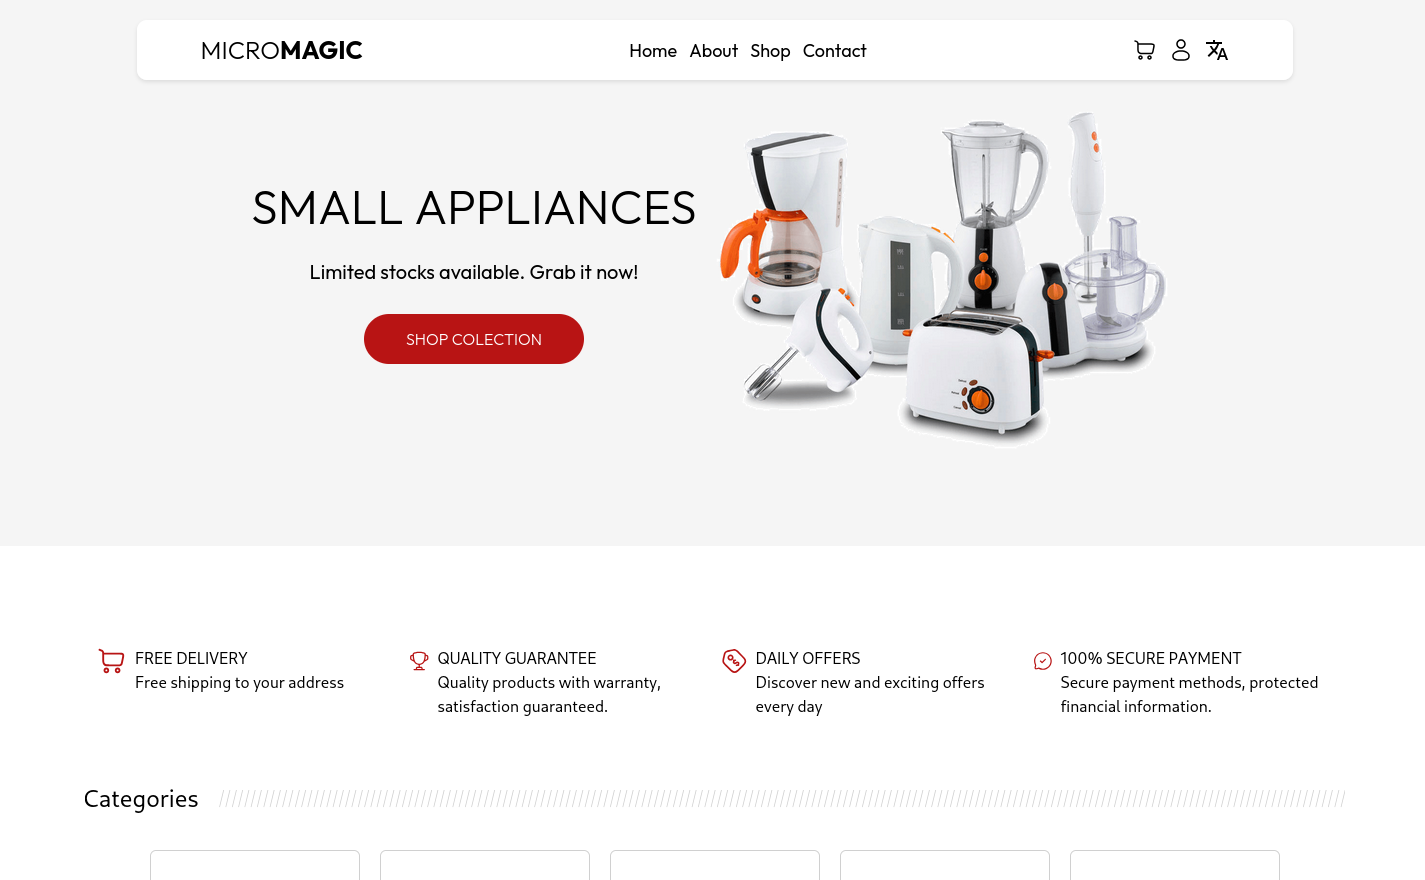 MICROMAGIC
Home About Shop Contact
SMALL APPLIANCES
Limited stocks available. Grab it now!
SHOP COLECTION
FREE DELIVERY
Free shipping to your address
QUALITY GUARANTEE
Quality products with warranty,
satisfaction guaranteed.
DAILY OFFERS
Discover new and exciting offers
every day
100% SECURE PAYMENT
Secure payment methods, protected
financial information.
Categories